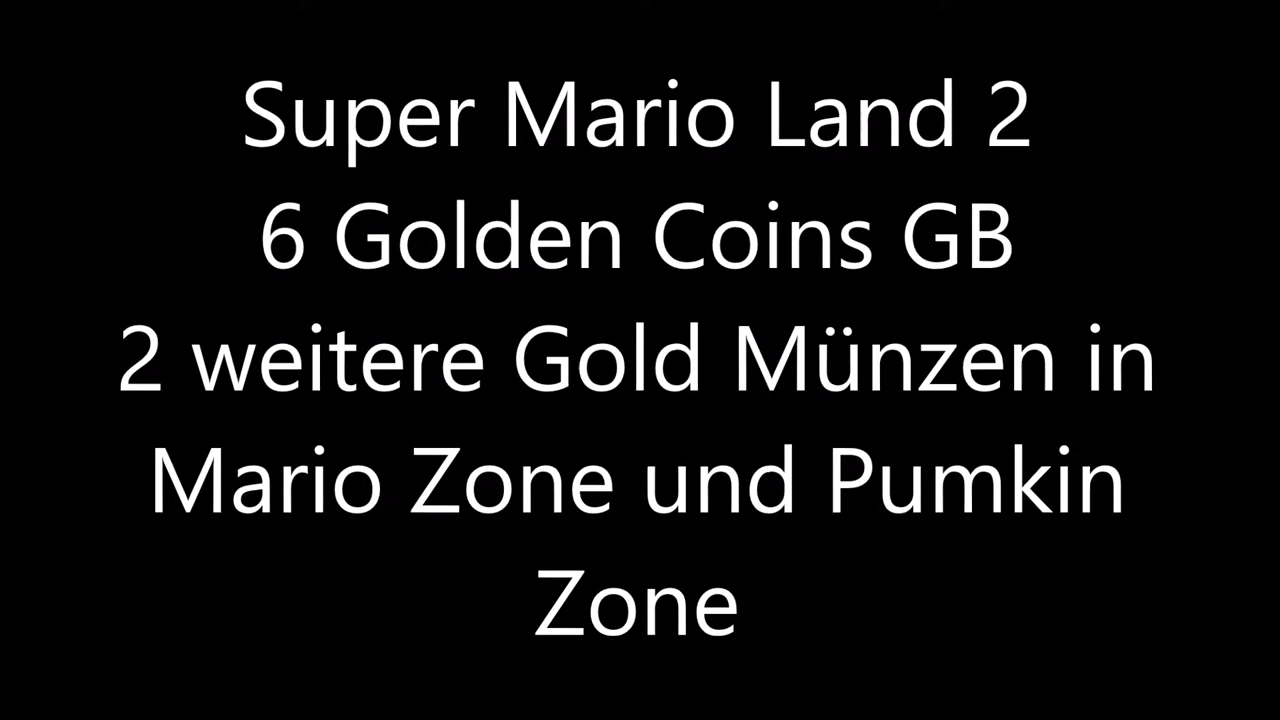 Super Mario Land 2
6 Golden Coins GB
2 weitere Gold Münzen in
Mario Zone und Pumkin
Zone